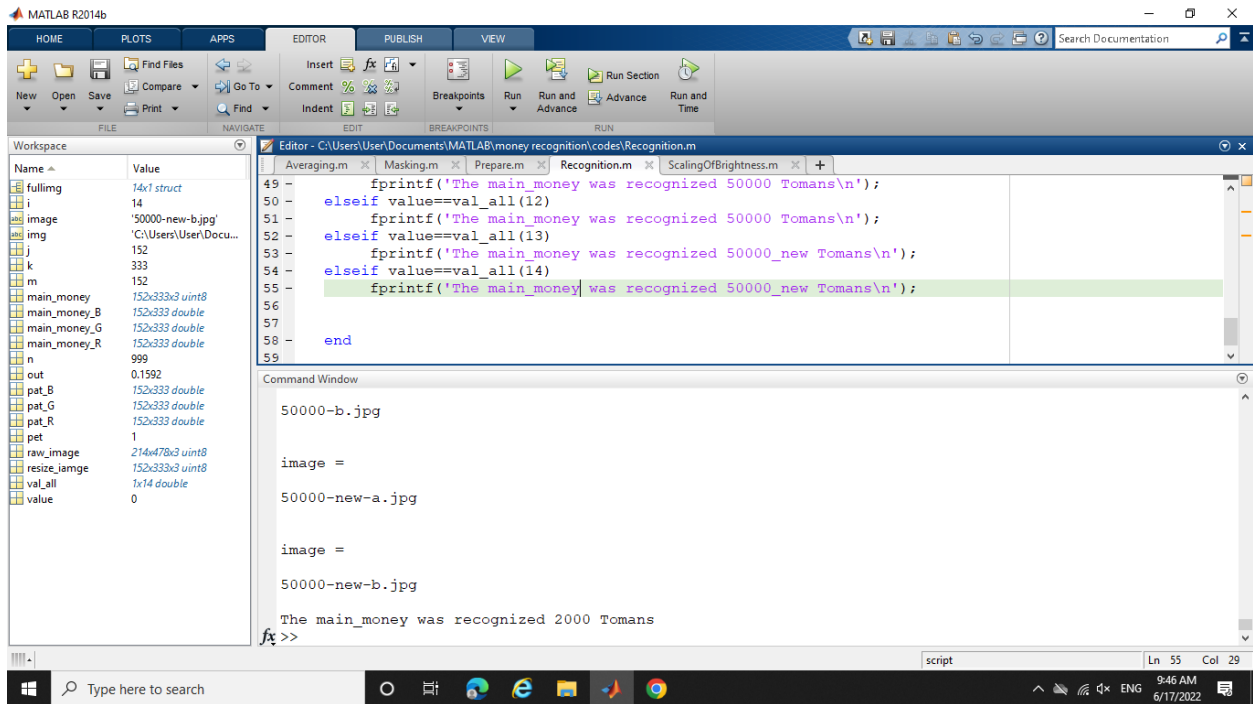 MATLAB R2014b
HOME PLOTS APPS EDITOR PUBLISH VIEW Search Documentation
New Open Save Find Files Compare Print Go To Find Insert fx Comment Indent Breakpoints Run Run and Advance Run Section Advance Run and Time
FILE NAVIGATE EDIT BREAKPOINTS RUN
Workspace
Name Value
fullimg 14x1 struct
i 14
image '50000-new-b.jpg'
img 'C:\Users\User\Docu...
j 152
k 333
m 152
main_money 152x333x3 uint8
main_money_B 152x333 double
main_money_G 152x333 double
main_money_R 152x333 double
n 999
out 0.1592
pat_B 152x333 double
pat_G 152x333 double
pat_R 152x333 double
pet 1
raw_image 214x478x3 uint8
resize_iamge 152x333x3 uint8
val_all 1x14 double
value 0
Editor - C:\Users\User\Documents\MATLAB\money recognition\codes\Recognition.m
Averaging.m Masking.m Prepare.m Recognition.m ScalingOfBrightness.m +
49 - fprintf('The main_money was recognized 50000 Tomans\n');
50 - elseif value==val_all(12)
51 - fprintf('The main_money was recognized 50000 Tomans\n');
52 - elseif value==val_all(13)
53 - fprintf('The main_money was recognized 50000_new Tomans\n');
54 - elseif value==val_all(14)
55 - fprintf('The main_money was recognized 50000_new Tomans\n');
56
57
58 - end
59
Command Window
50000-b.jpg
image =
50000-new-a.jpg
image =
50000-new-b.jpg
The main_money was recognized 2000 Tomans
fx >>
script Ln 55 Col 29
Type here to search ENG 9:46 AM
6/17/2022